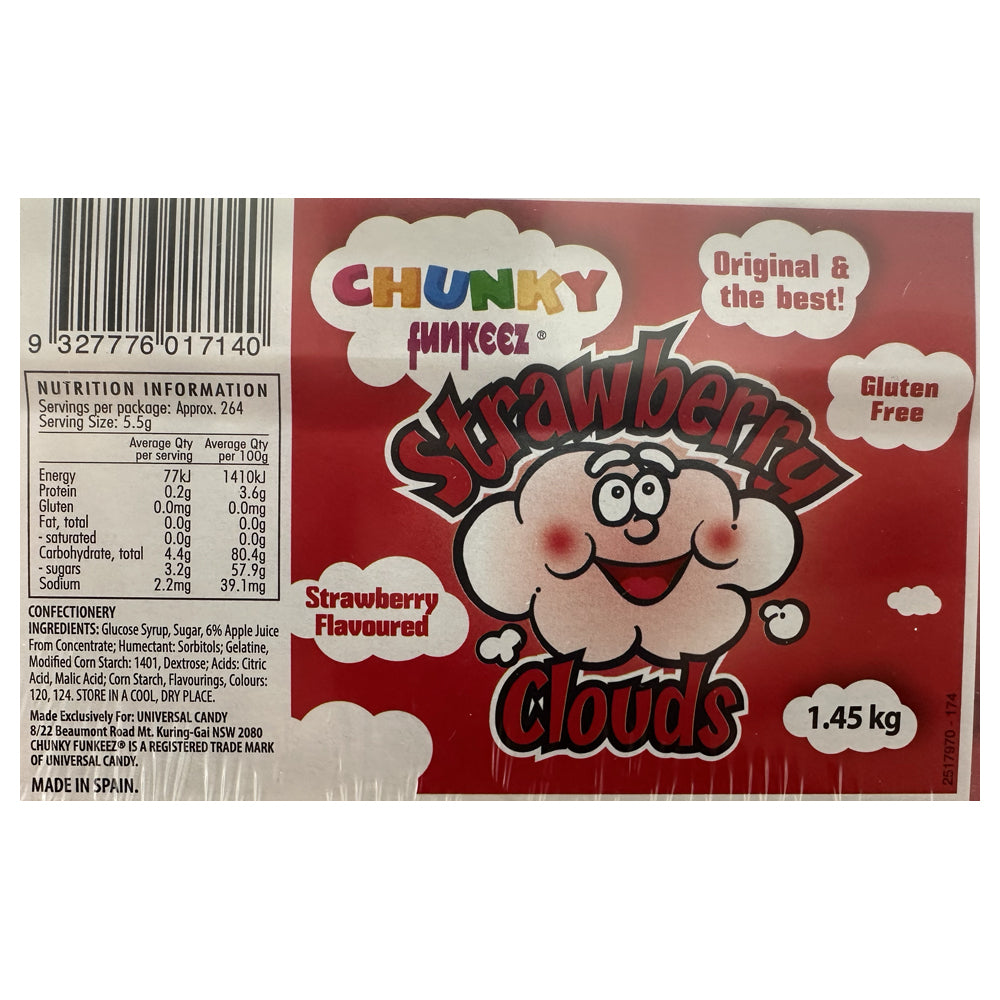 9 327776 017140
NUTRITION INFORMATION
Servings per package: Approx. 264
Serving Size: 5.5g
Average Qty per serving Average Qty per 100g
Energy 77kJ 1410kJ
Protein 0.2g 3.6g
Gluten 0.0mg 0.0mg
Fat, total 0.0g 0.0g
- saturated 0.0g 0.0g
Carbohydrate, total 4.4g 80.4g
- sugars 3.2g 57.9g
Sodium 2.2mg 39.1mg
CONFECTIONERY
INGREDIENTS: Glucose Syrup, Sugar, 6% Apple Juice
From Concentrate; Humectant: Sorbitols; Gelatine,
Modified Corn Starch: 1401, Dextrose; Acids: Citric
Acid, Malic Acid; Corn Starch, Flavourings, Colours:
120, 124. STORE IN A COOL, DRY PLACE.
Made Exclusively For: UNIVERSAL CANDY
8/22 Beaumont Road Mt. Kuring-Gai NSW 2080
CHUNKY FUNKEEZ® IS A REGISTERED TRADE MARK
OF UNIVERSAL CANDY.
MADE IN SPAIN.
CHUNKY
funkeez ®
Original &
the best!
Gluten
Free
Strawberry
Clouds
Strawberry
Flavoured
1.45 kg
2517970 - 174